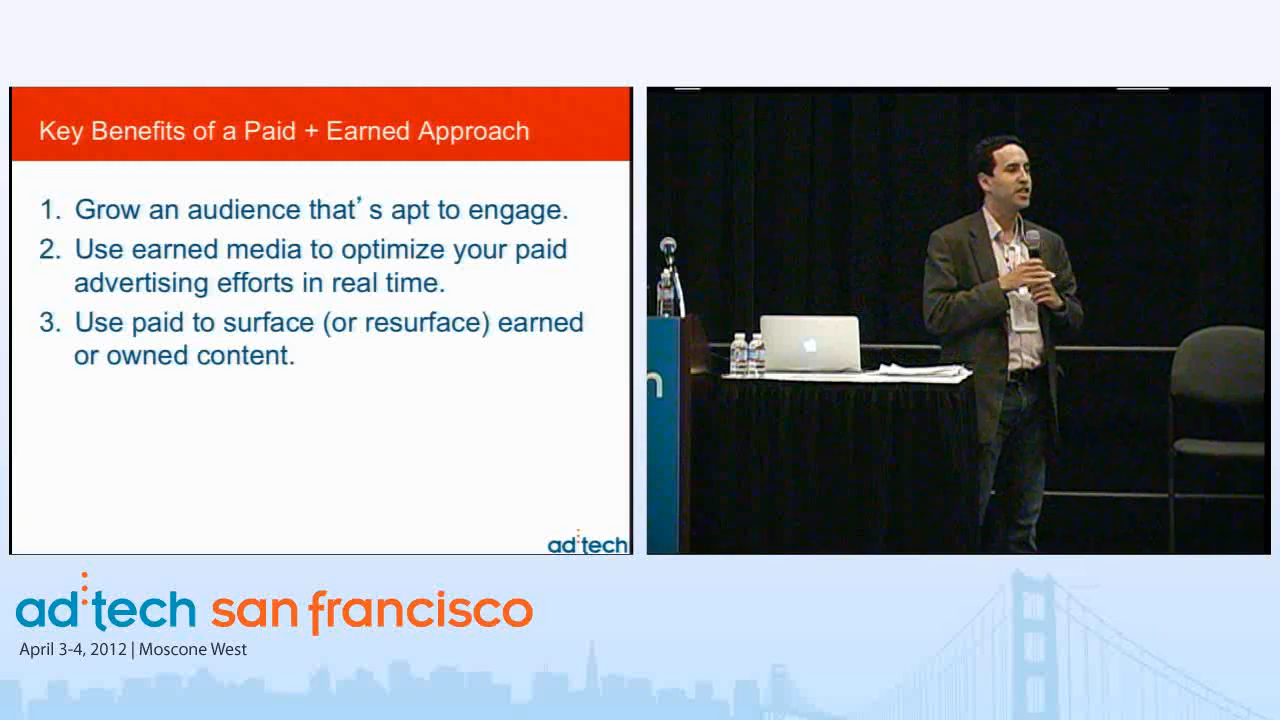 Key Benefits of a Paid + Earned Approach
1. Grow an audience that's apt to engage.
2. Use earned media to optimize your paid
advertising efforts in real time.
3. Use paid to surface (or resurface) earned
or owned content.
ad:tech
ad:tech san francisco
April 3-4, 2012 | Moscone West